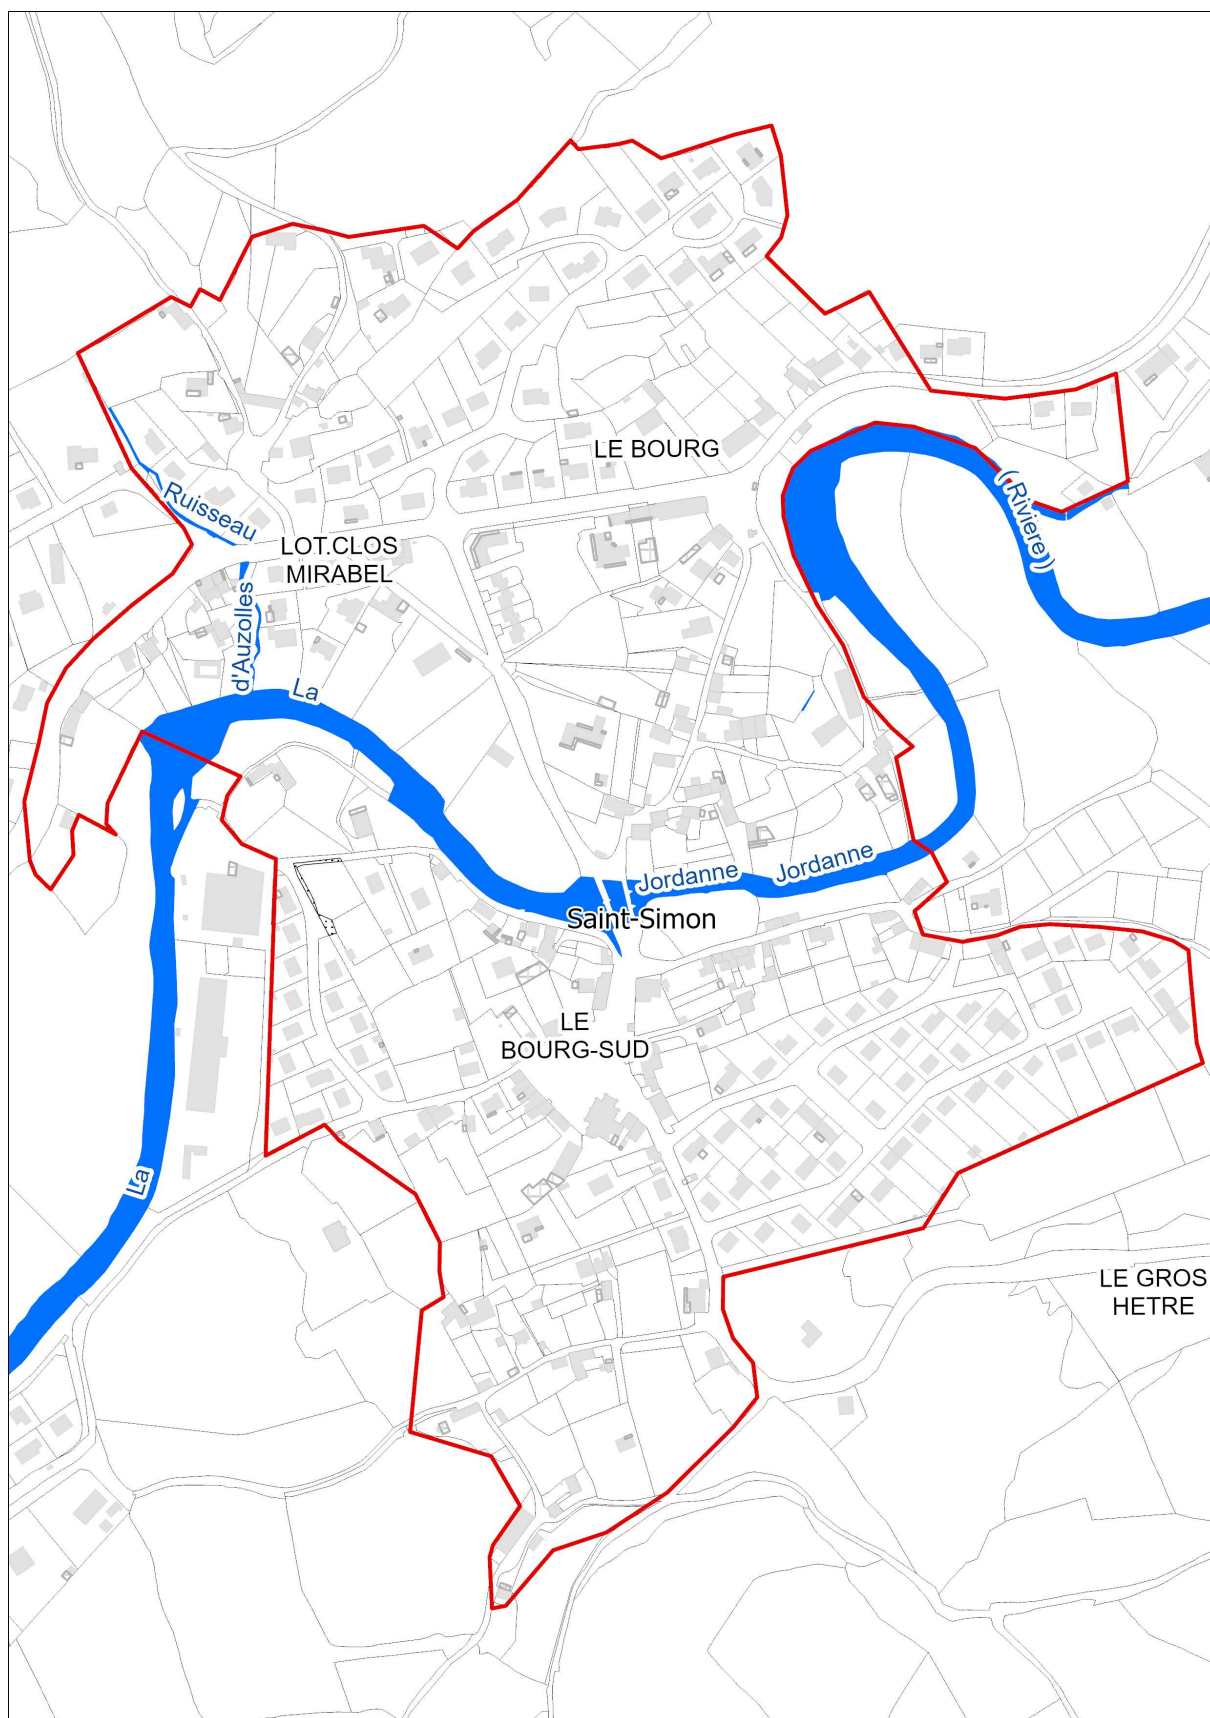 LE BOURG
( Riviere )
Ruisseau
LOT.CLOS
MIRABEL
d'Auzolles
La
Jordanne
Jordanne
Saint-Simon
LE
BOURG-SUD
La
LE GROS
HETRE